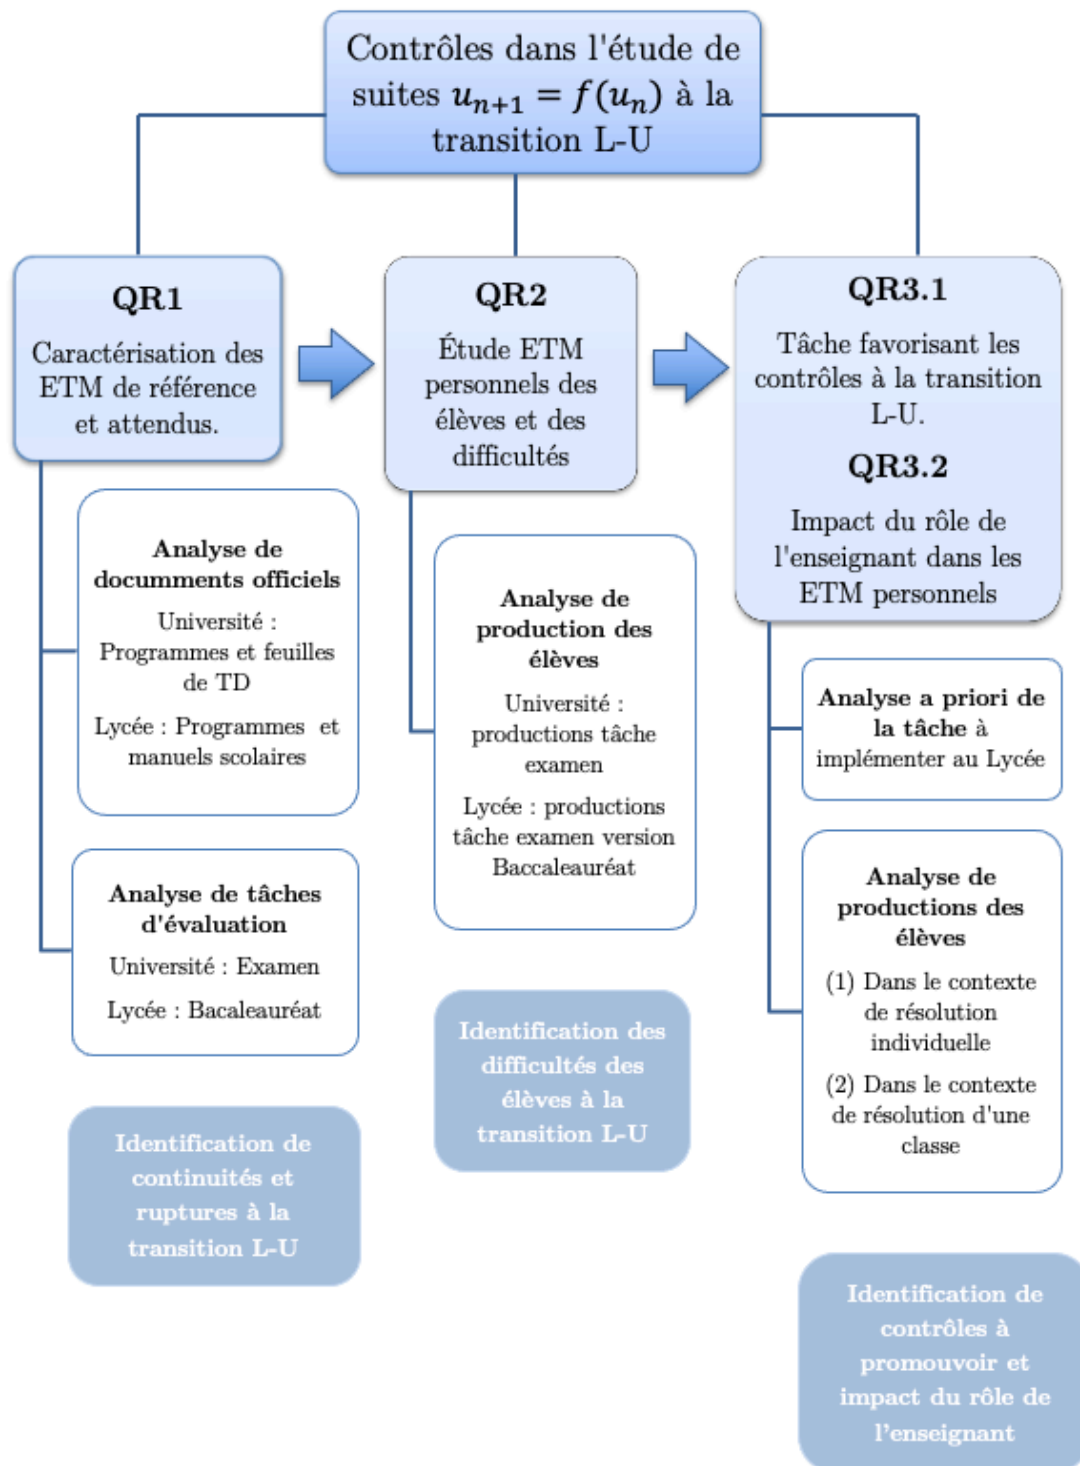 Contrôles dans l'étude de
suites u_{n+1} = f(u_n) à la
transition L-U
QR1
Caractérisation des
ETM de référence
et attendus.
Analyse de
documments officiels
Université :
Programmes et feuilles
de TD
Lycée : Programmes et
manuels scolaires
Analyse de tâches
d'évaluation
Université : Examen
Lycée : Bacaleauréat
Identification de
continuités et
ruptures à la
transition L-U
QR2
Étude ETM
personnels des
élèves et des
difficultés
Analyse de
production des
élèves
Université :
productions tâche
examen
Lycée : productions
tâche examen version
Baccaleauréat
Identification des
difficultés des
élèves à la
transition L-U
QR3.1
Tâche favorisant les
contrôles à la transition
L-U.
QR3.2
Impact du rôle de
l'enseignant dans les
ETM personnels
Analyse a priori de
la tâche à
implémenter au Lycée
Analyse de
productions des
élèves
(1) Dans le contexte
de résolution
individuelle
(2) Dans le contexte
de résolution d'une
classe
Identification de
contrôles à
promouvoir et
impact du rôle de
l'enseignant